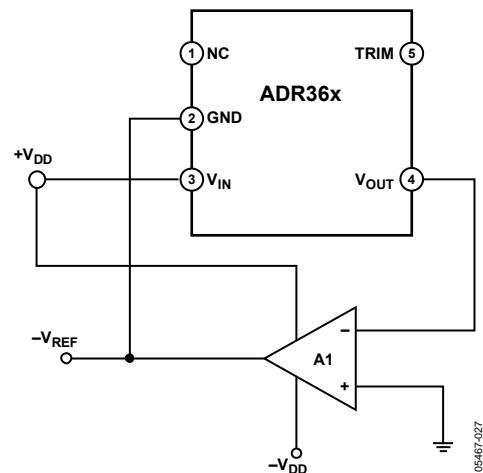 1 NC
TRIM 5
ADR36x
2 GND
+VDD
3 VIN
VOUT 4
–VREF
–
A1
+
–VDD
05467-027